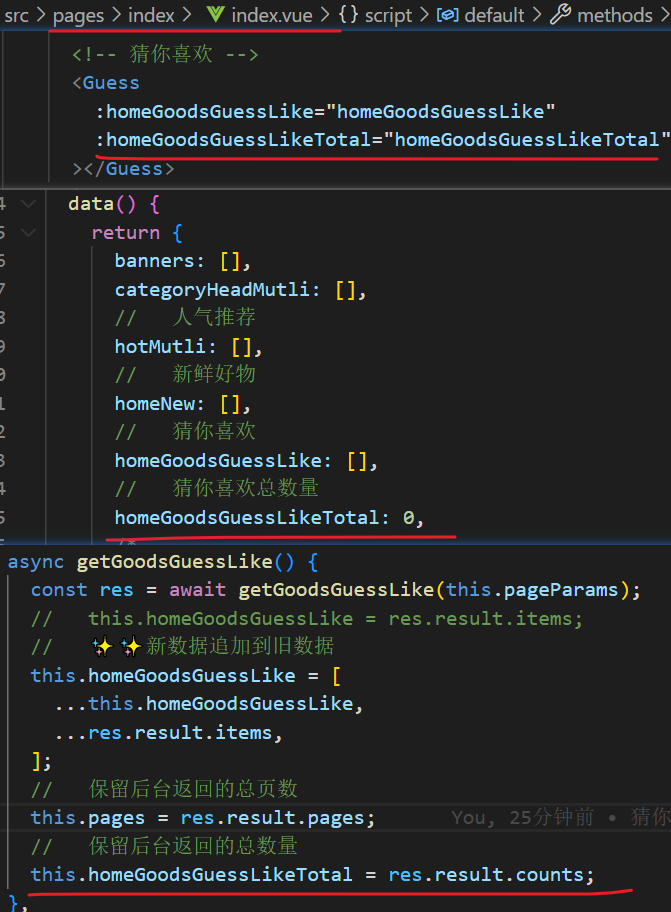 src > pages > index > index.vue > {} script > default > methods >
<!-- 猜你喜欢 -->
<Guess
:homeGoodsGuessLike="homeGoodsGuessLike"
:homeGoodsGuessLikeTotal="homeGoodsGuessLikeTotal"
></Guess>
4 data() {
5 return {
6 banners: [],
7 categoryHeadMutli: [],
8 // 人气推荐
9 hotMutli: [],
0 // 新鲜好物
1 homeNew: [],
2 // 猜你喜欢
3 homeGoodsGuessLike: [],
4 // 猜你喜欢总数量
5 homeGoodsGuessLikeTotal: 0,
/*
async getGoodsGuessLike() {
const res = await getGoodsGuessLike(this.pageParams);
// this.homeGoodsGuessLike = res.result.items;
// ✨✨新数据追加到旧数据
this.homeGoodsGuessLike = [
...this.homeGoodsGuessLike,
...res.result.items,
];
// 保留后台返回的总页数
this.pages = res.result.pages; You, 25分钟前 • 猜你
// 保留后台返回的总数量
this.homeGoodsGuessLikeTotal = res.result.counts;
},